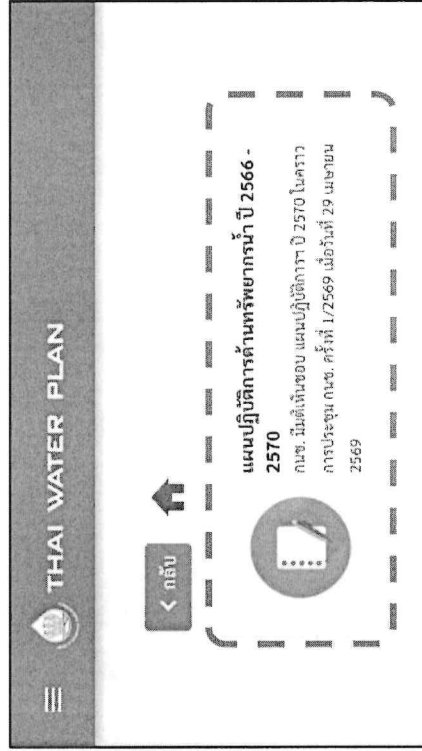 THAI WATER PLAN
< กลับ
แผนปฏิบัติการด้านทรัพยากรน้ำ ปี 2566 -
2570
กนช. มีมติเห็นชอบ แผนปฏิบัติการฯ ปี 2570 ในคราว
การประชุม กนช. ครั้งที่ 1/2569 เมื่อวันที่ 29 เมษายน
2569